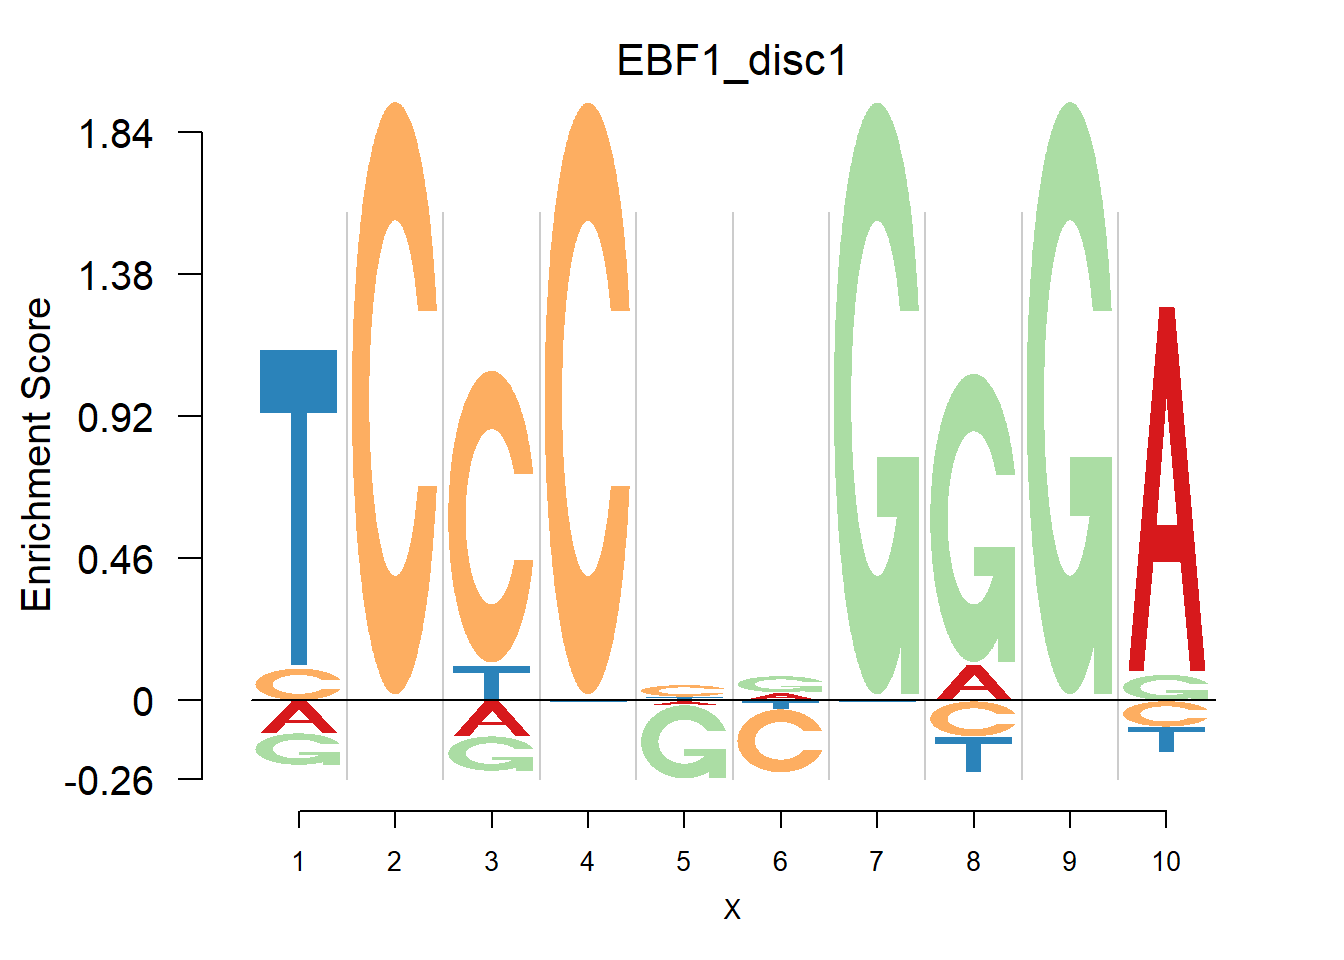 EBF1_disc1
Enrichment Score
1.84
1.38
0.92
0.46
0
-0.26
T C C C G G G A
C T C G A G
A A A T A C C
G G G C T T
1 2 3 4 5 6 7 8 9 10
X